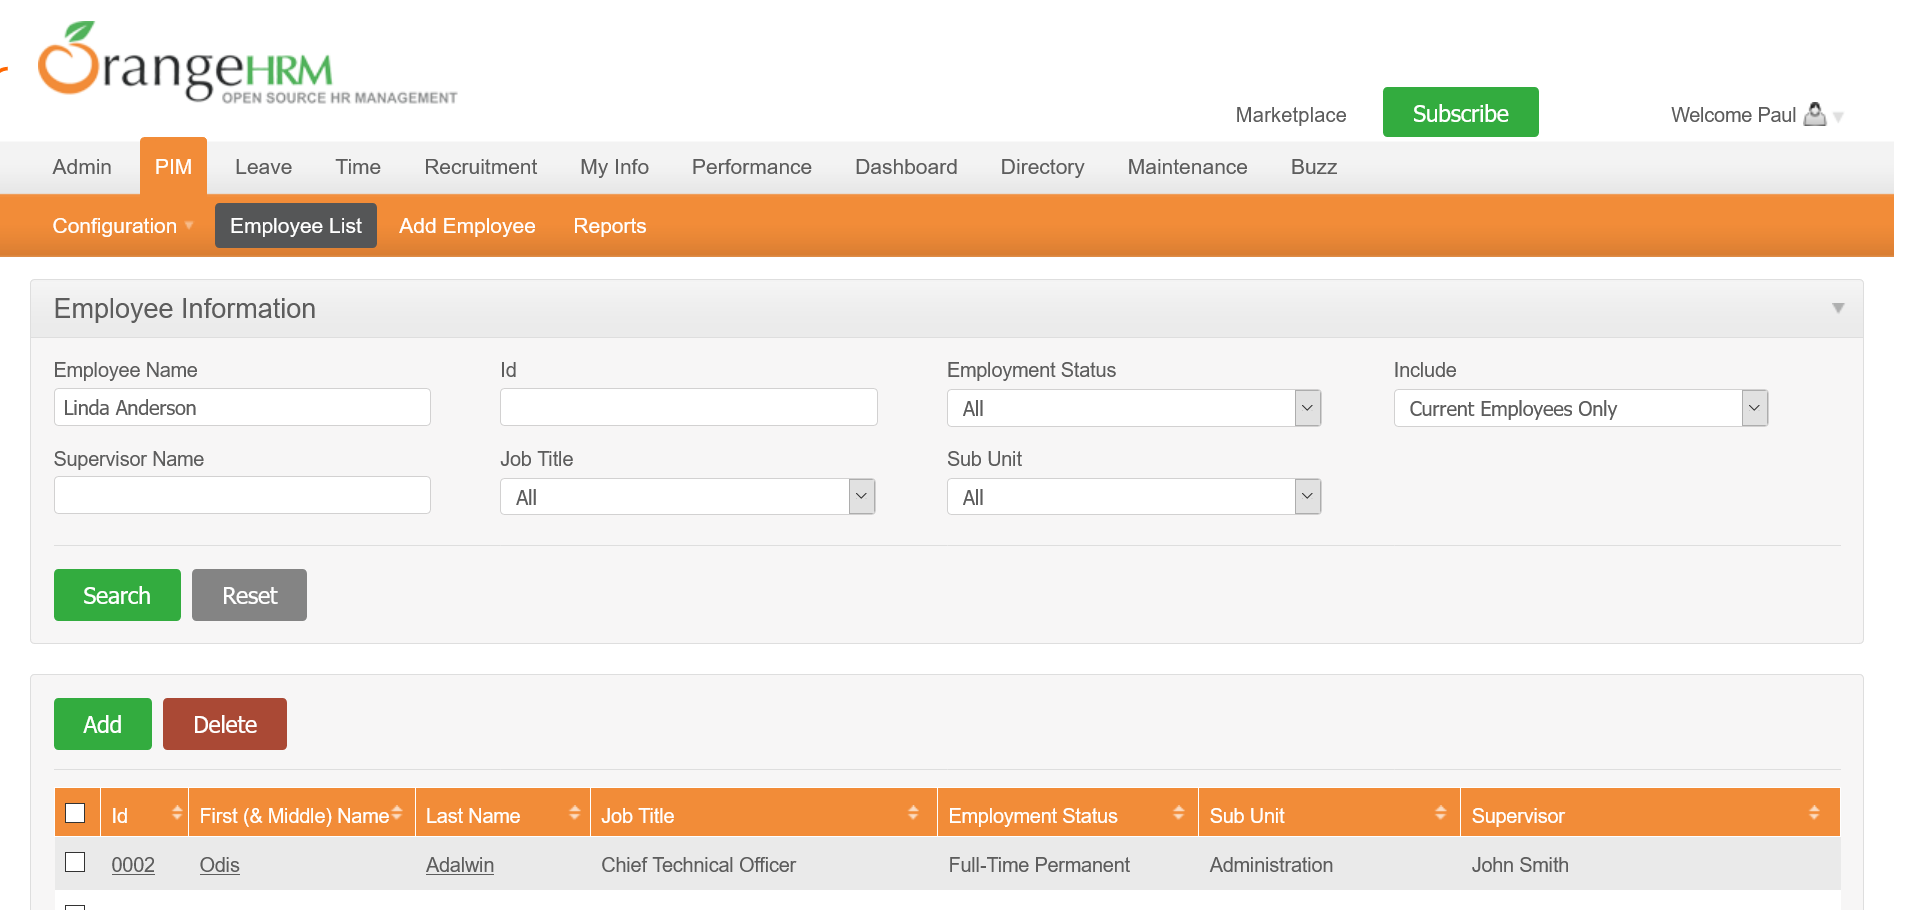 OrangeHRM
OPEN SOURCE HR MANAGEMENT
Marketplace Subscribe Welcome Paul
Admin PIM Leave Time Recruitment My Info Performance Dashboard Directory Maintenance Buzz
Configuration Employee List Add Employee Reports
Employee Information
Employee Name Id Employment Status Include
Linda Anderson All Current Employees Only
Supervisor Name Job Title Sub Unit
All All
Search Reset
Add Delete
Id First (& Middle) Name Last Name Job Title Employment Status Sub Unit Supervisor
0002 Odis Adalwin Chief Technical Officer Full-Time Permanent Administration John Smith